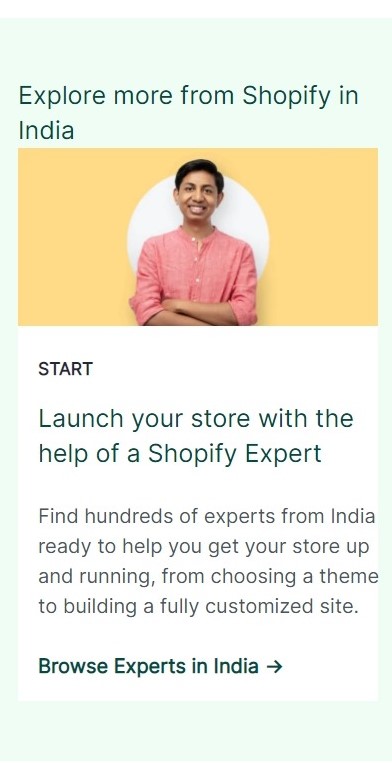 Explore more from Shopify in
India
START
Launch your store with the
help of a Shopify Expert
Find hundreds of experts from India
ready to help you get your store up
and running, from choosing a theme
to building a fully customized site.
Browse Experts in India →